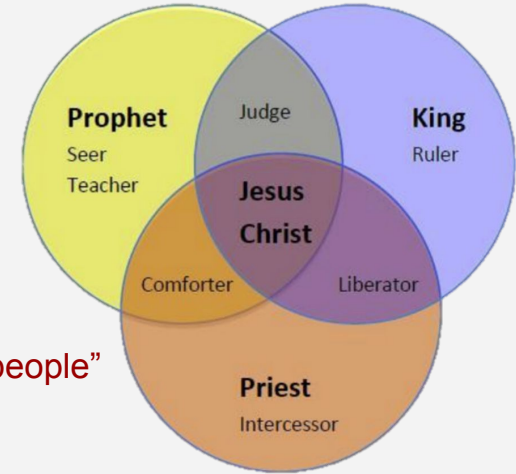 Prophet
Seer
Teacher
Judge
King
Ruler
Jesus
Christ
Comforter
Liberator
people”
Priest
Intercessor